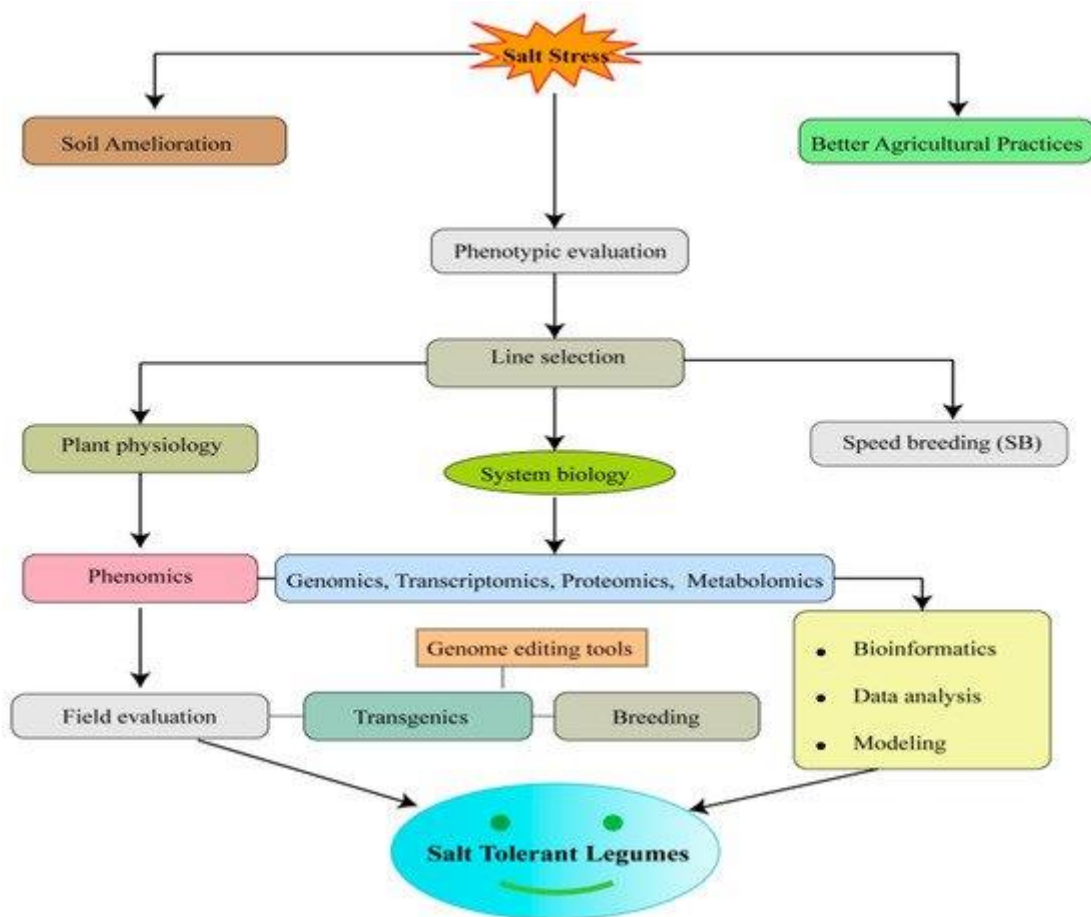 Salt Stress
Soil Amelioration
Better Agricultural Practices
Phenotypic evaluation
Line selection
Plant physiology
Speed breeding (SB)
System biology
Phenomics
Genomics, Transcriptomics, Proteomics, Metabolomics
Genome editing tools
• Bioinformatics
• Data analysis
• Modeling
Field evaluation
Transgenics
Breeding
Salt Tolerant Legumes